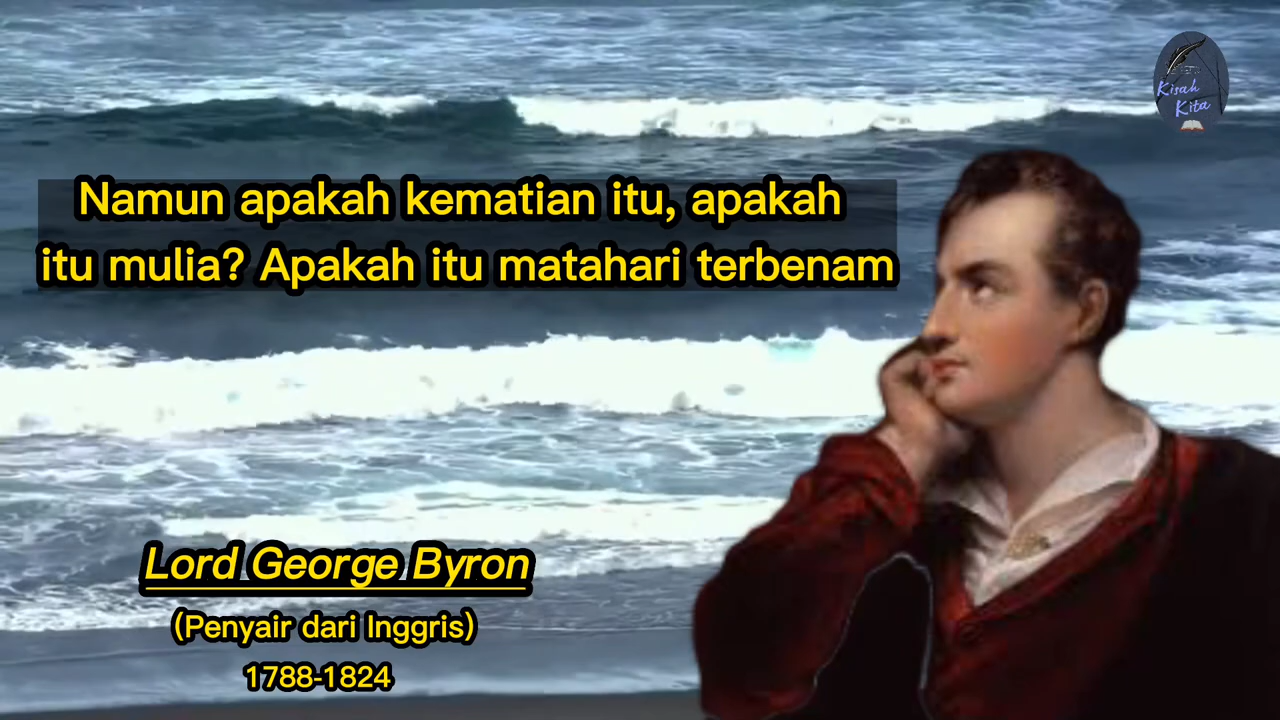 Kisah
Kita
Namun apakah kematian itu, apakah
itu mulia? Apakah itu matahari terbenam
Lord George Byron
(Penyair dari Inggris)
1788-1824